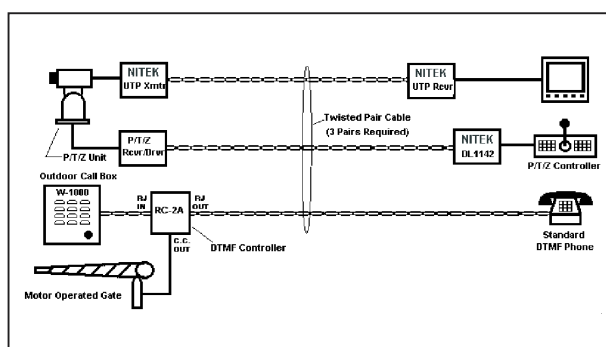 NITEK
UTP Xmtr
NITEK
UTP Rcvr
Twisted Pair Cable
(3 Pairs Required)
P/T/Z Unit
P/T/Z
Rcvr/Drvr
NITEK
DL1142
P/T/Z Controller
Outdoor Call Box
W-1000
RJ
IN
RC-2A
RJ
OUT
C.C.
OUT
DTMF Controller
Standard
DTMF Phone
Motor Operated Gate